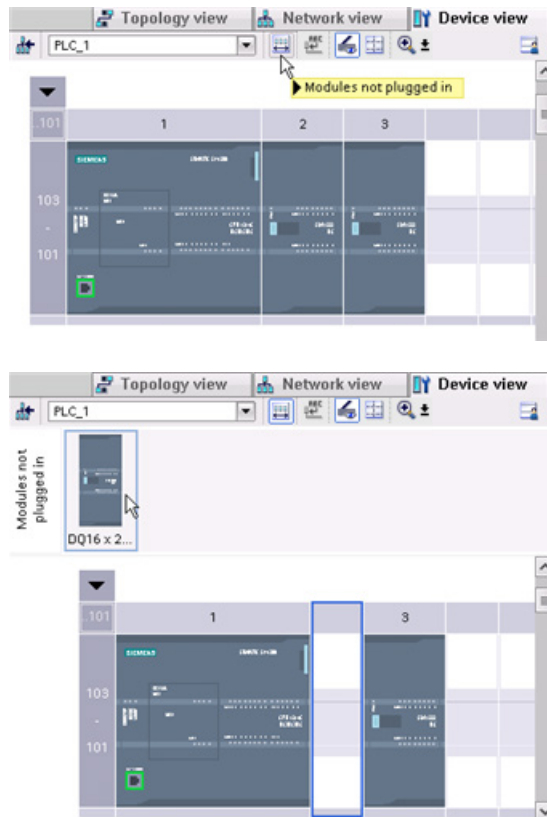 Topology view Network view Device view
PLC_1
Modules not plugged in
..101 1 2 3
SIEMENS
103
-
101
Topology view Network view Device view
PLC_1
Modules not
plugged in
DQ16 x 2...
..101 1 3
SIEMENS
103
-
101